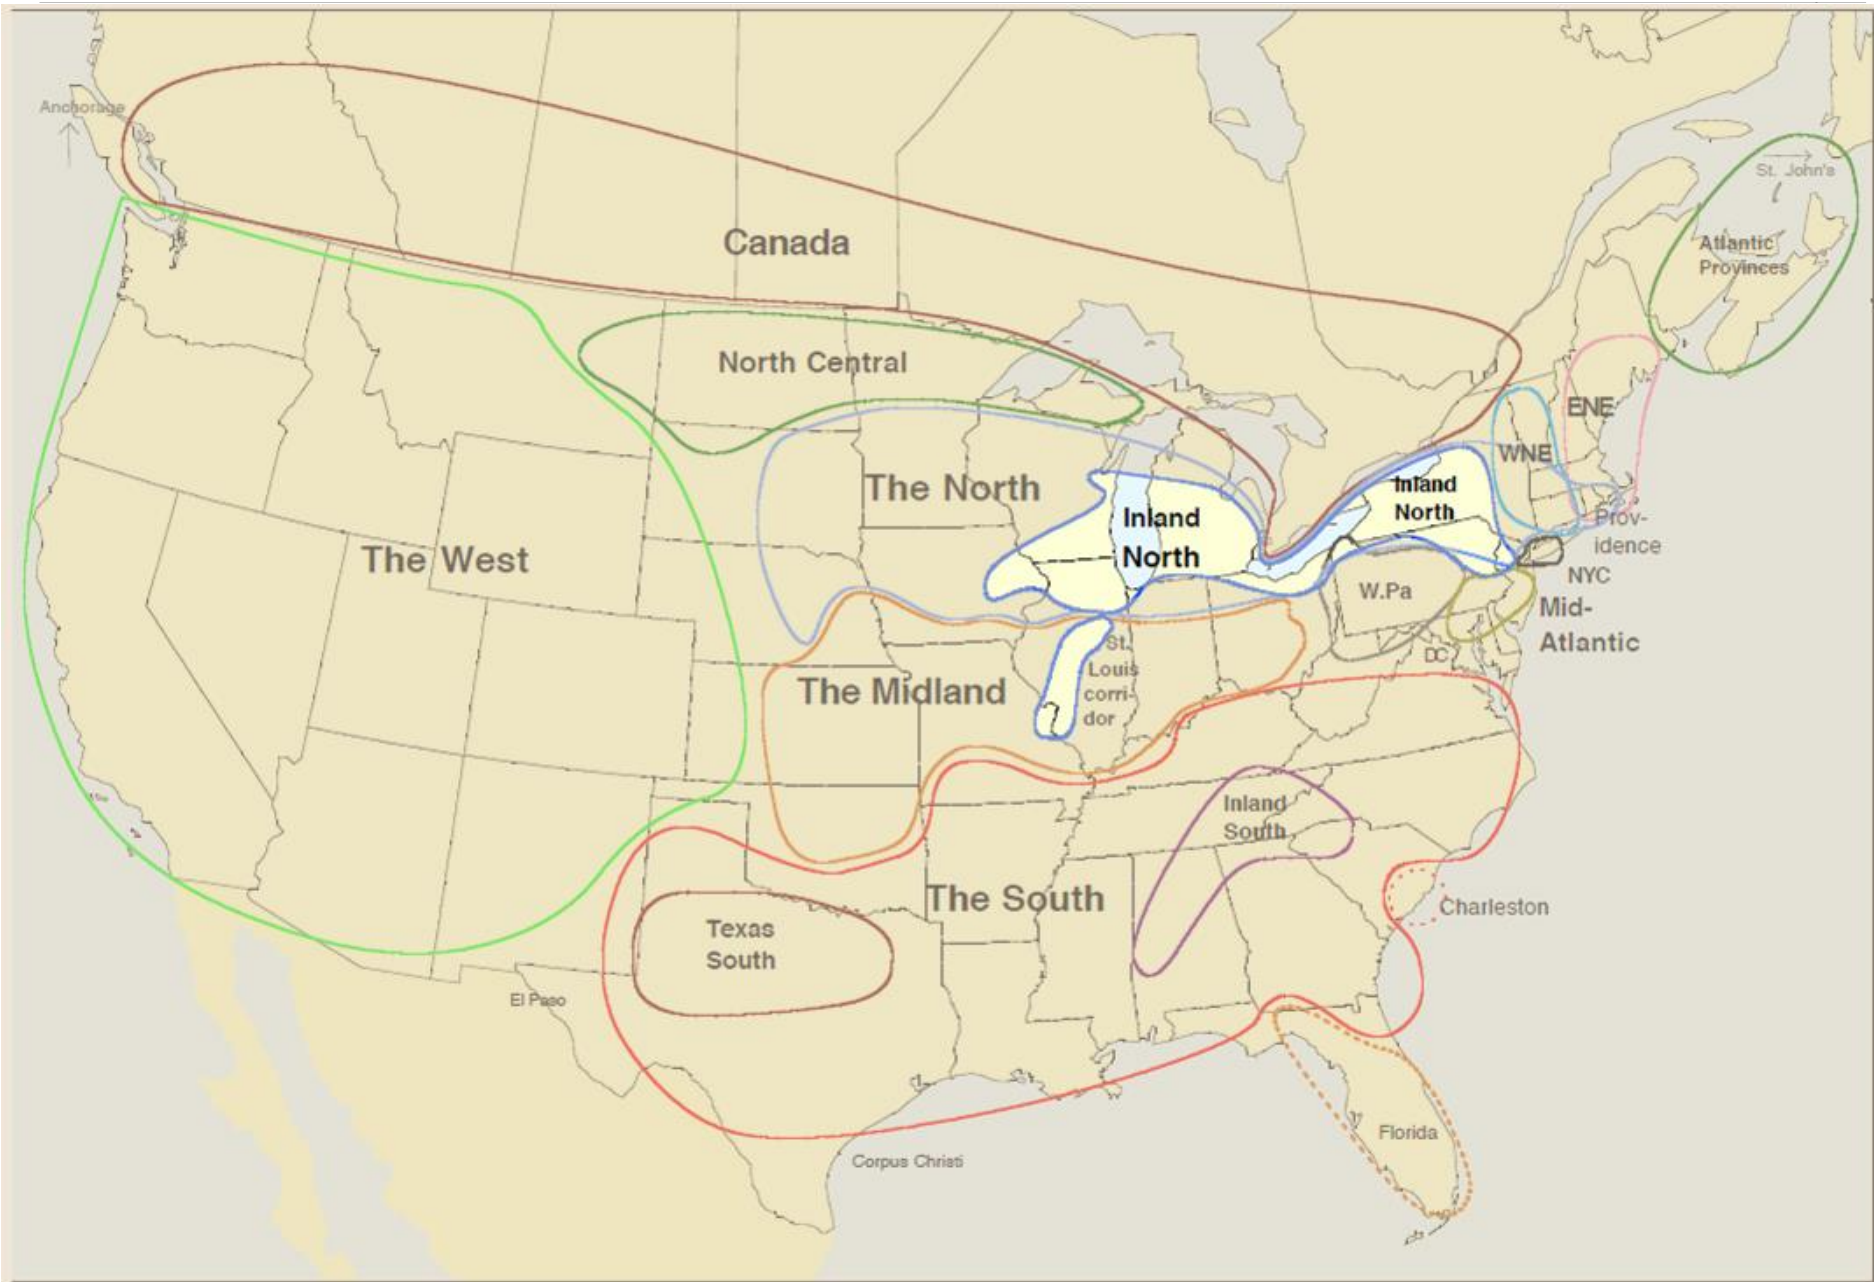 Anchorage
St. John's
Canada
Atlantic
Provinces
North Central
ENE
WNE
The North
Inland
North
Inland
North
Prov-
idence
The West
NYC
W.Pa
Mid-
Atlantic
DC
St.
Louis
corri-
dor
The Midland
Inland
South
The South
Charleston
Texas
South
El Paso
Florida
Corpus Christi